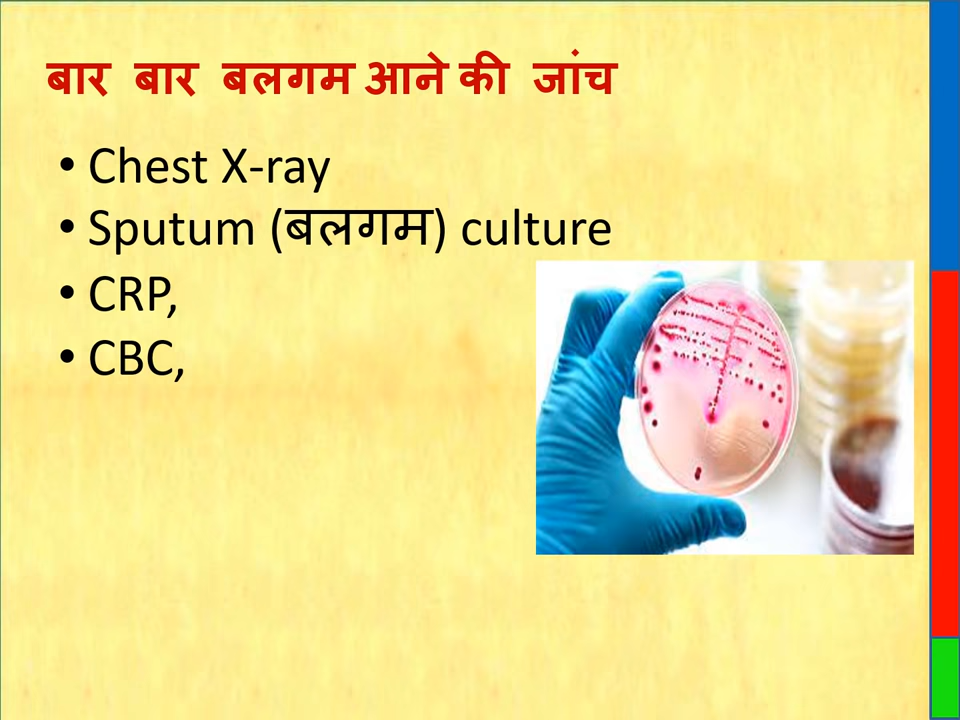 बार बार बलगम आने की जांच
• Chest X-ray
• Sputum (बलगम) culture
• CRP,
• CBC,